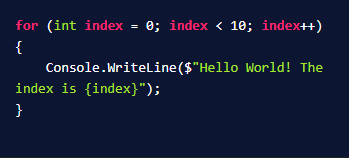 for (int index = 0; index < 10; index++)
{
    Console.WriteLine($"Hello World! The
index is {index}");
}